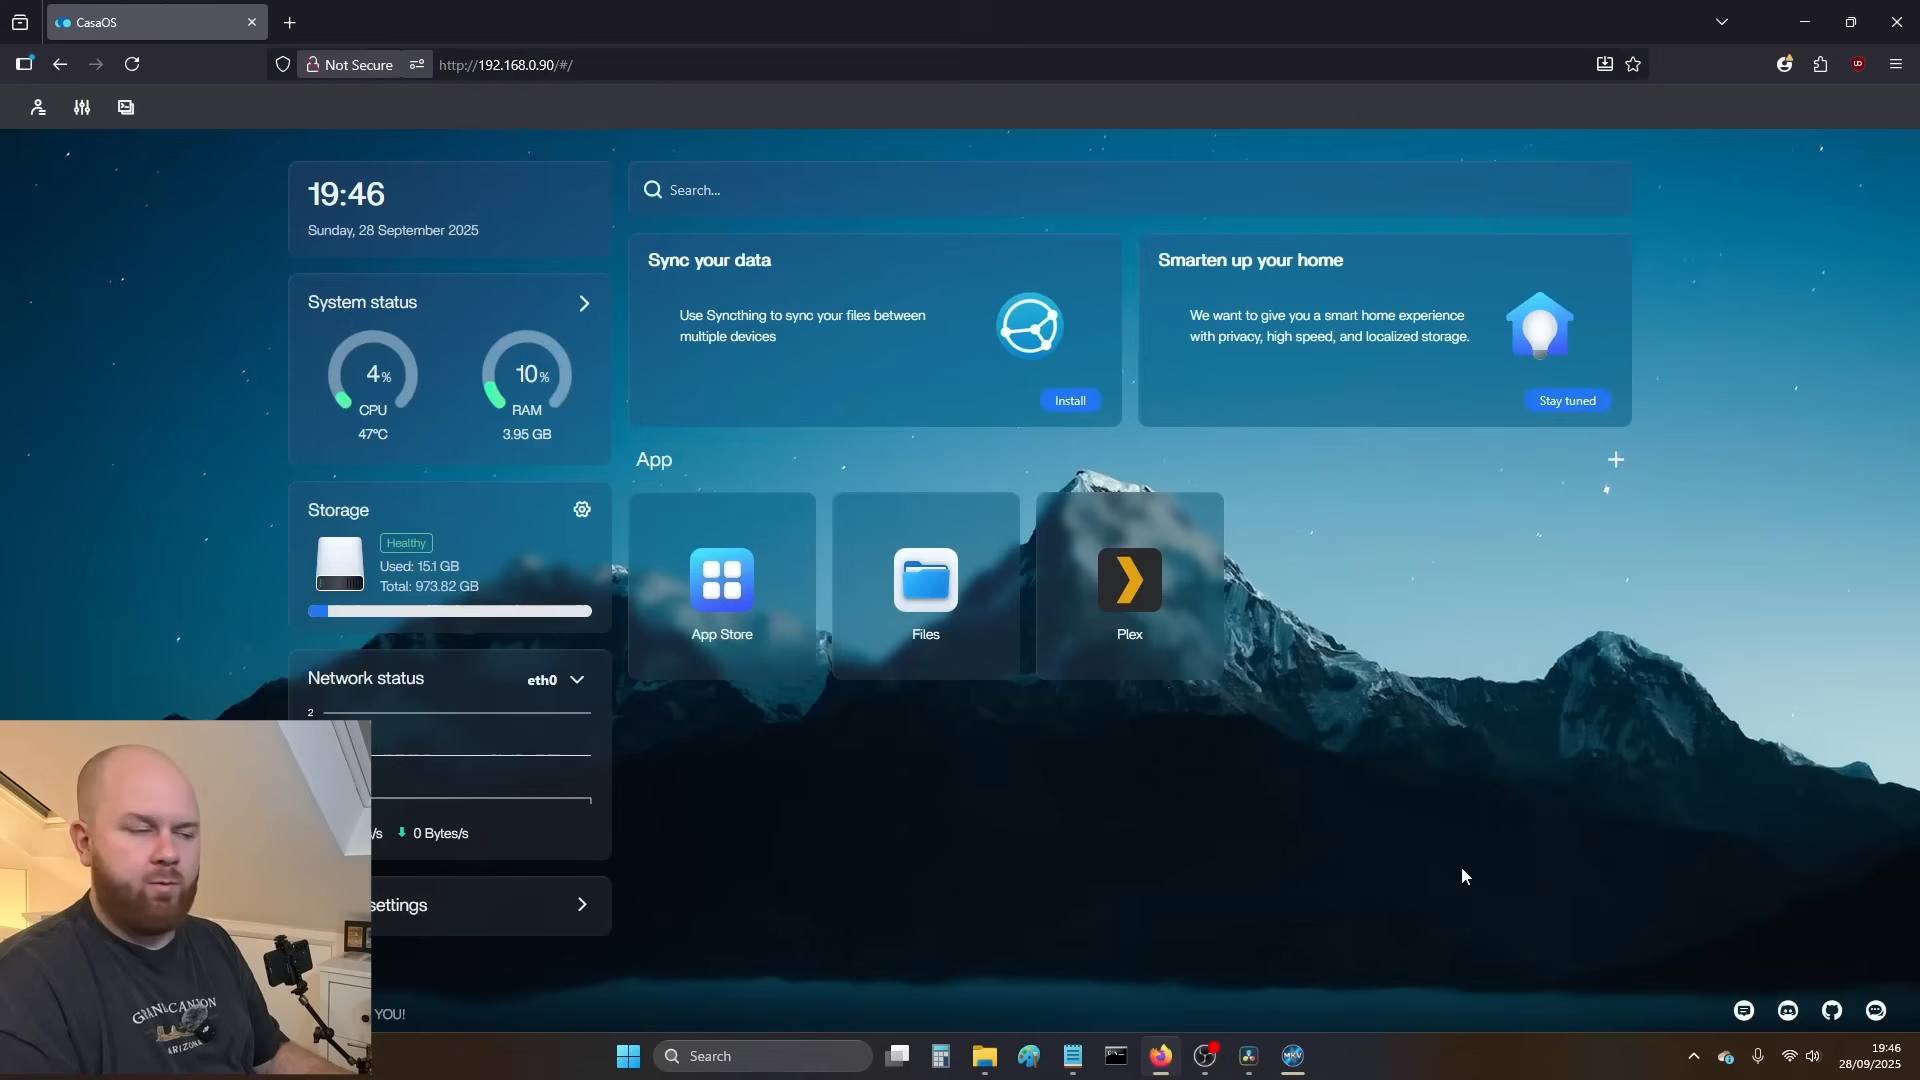 CasaOS
Not Secure
http://192.168.0.90/#/
19:46
Sunday, 28 September 2025
Search...
Sync your data
Use Syncthing to sync your files between
multiple devices
Install
Smarten up your home
We want to give you a smart home experience
with privacy, high speed, and localized storage.
Stay tuned
System status
4%
CPU
47°C
10%
RAM
3.95 GB
App
App Store
Files
Plex
Storage
Healthy
Used: 15.1 GB
Total: 973.82 GB
Network status
eth0
2
/s
0 Bytes/s
settings
YOU!
GRAND CANYON
ARIZONA
Search
MKV
19:46
28/09/2025